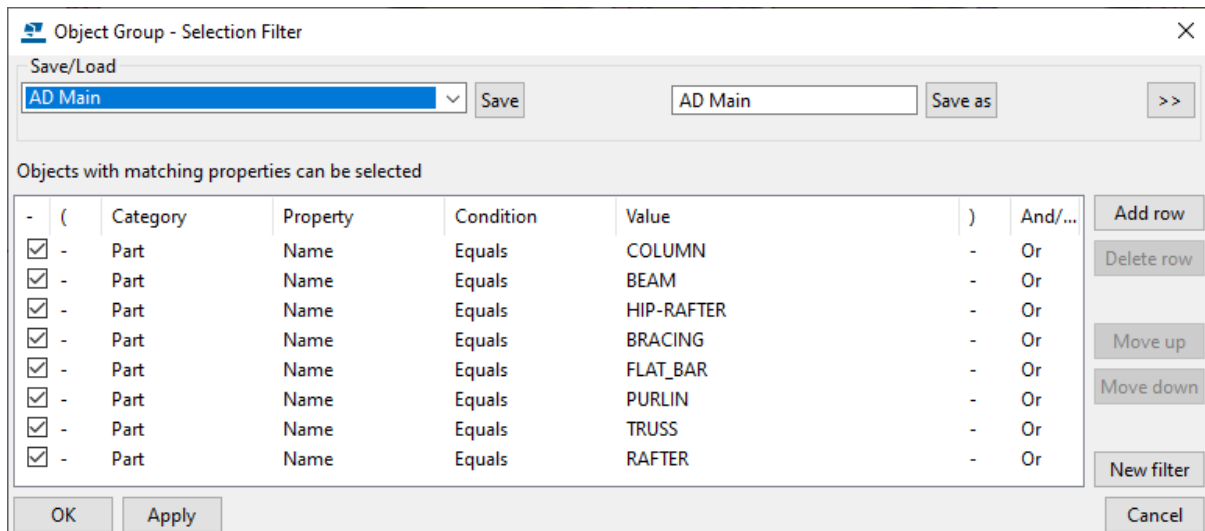 Object Group - Selection Filter
Save/Load
AD Main Save AD Main Save as >>
Objects with matching properties can be selected
- ( Category Property Condition Value ) And/...
- Part Name Equals COLUMN - Or
- Part Name Equals BEAM - Or
- Part Name Equals HIP-RAFTER - Or
- Part Name Equals BRACING - Or
- Part Name Equals FLAT_BAR - Or
- Part Name Equals PURLIN - Or
- Part Name Equals TRUSS - Or
- Part Name Equals RAFTER - Or
Add row
Delete row
Move up
Move down
New filter
OK Apply Cancel